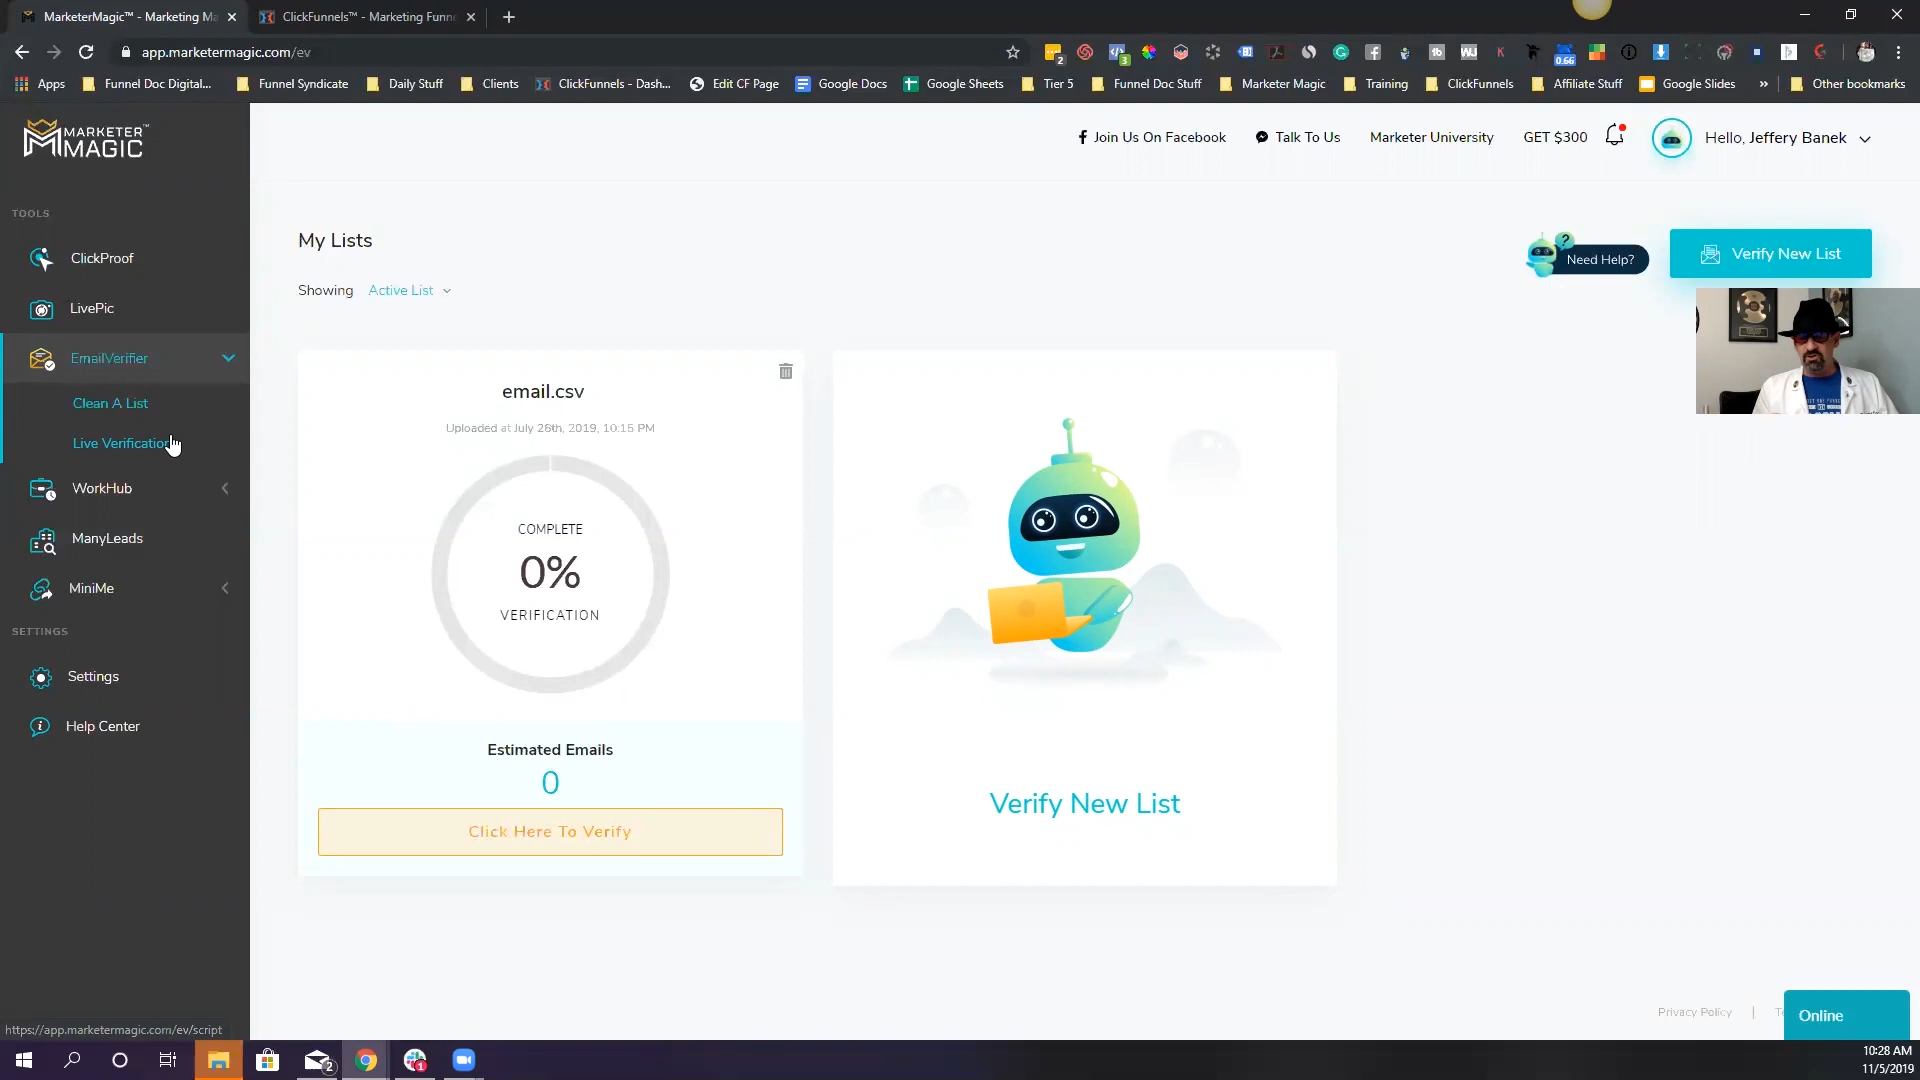 MarketerMagic™ - Marketing Ma
ClickFunnels™ - Marketing Funn
app.marketermagic.com/ev
2
3
0.66
Apps
Funnel Doc Digital...
Funnel Syndicate
Daily Stuff
Clients
ClickFunnels - Dash...
Edit CF Page
Google Docs
Google Sheets
Tier 5
Funnel Doc Stuff
Marketer Magic
Training
ClickFunnels
Affiliate Stuff
Google Slides
»
Other bookmarks
MARKETER™
MAGIC
Join Us On Facebook
Talk To Us
Marketer University
GET $300
Hello, Jeffery Banek
TOOLS
ClickProof
LivePic
EmailVerifier
Clean A List
Live Verification
WorkHub
ManyLeads
MiniMe
SETTINGS
Settings
Help Center
My Lists
Showing Active List
?
Need Help?
Verify New List
email.csv
Uploaded at July 26th, 2019, 10:15 PM
COMPLETE
0%
VERIFICATION
Estimated Emails
0
Click Here To Verify
Verify New List
Privacy Policy |
Online
https://app.marketermagic.com/ev/script
2
1
10:28 AM
11/5/2019